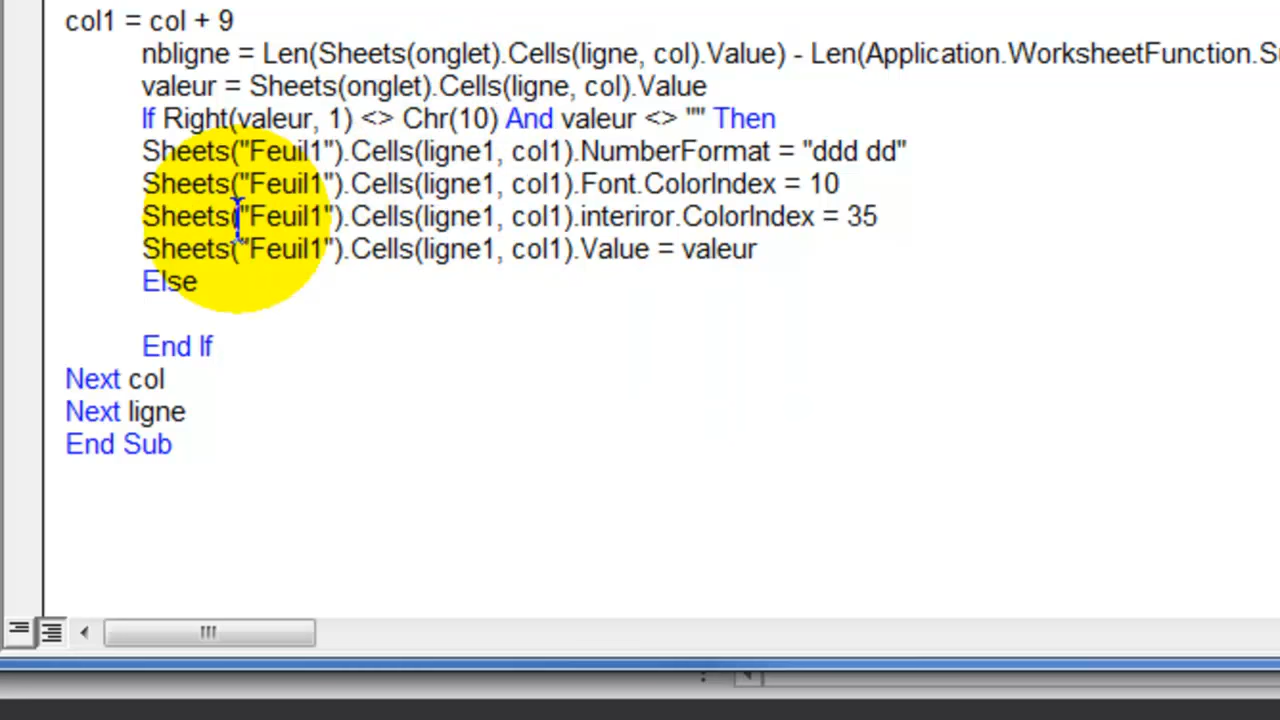 col1 = col + 9
nbligne = Len(Sheets(onglet).Cells(ligne, col).Value) - Len(Application.WorksheetFunction.Su
valeur = Sheets(onglet).Cells(ligne, col).Value
If Right(valeur, 1) <> Chr(10) And valeur <> "" Then
Sheets("Feuil1").Cells(ligne1, col1).NumberFormat = "ddd dd"
Sheets("Feuil1").Cells(ligne1, col1).Font.ColorIndex = 10
Sheets("Feuil1").Cells(ligne1, col1).interiror.ColorIndex = 35
Sheets("Feuil1").Cells(ligne1, col1).Value = valeur
Else
End If
Next col
Next ligne
End Sub